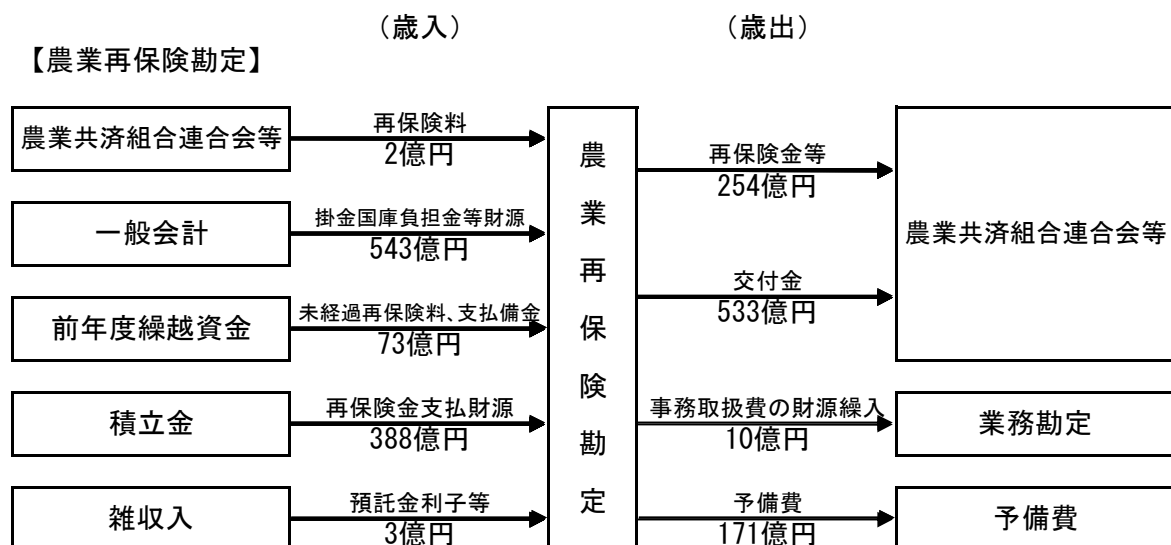 (歳入)
(歳出)
【農業再保険勘定】
農業共済組合連合会等
再保険料
2億円
一般会計
掛金国庫負担金等財源
543億円
前年度繰越資金
未経過再保険料、支払備金
73億円
積立金
再保険金支払財源
388億円
雑収入
預託金利子等
3億円
農業再保険勘定
再保険金等
254億円
交付金
533億円
農業共済組合連合会等
事務取扱費の財源繰入
10億円
業務勘定
予備費
171億円
予備費